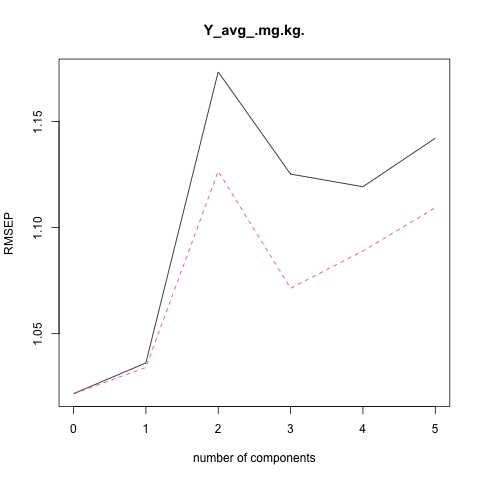 Y_avg_.mg.kg.
RMSEP
1.15
1.10
1.05
0 1 2 3 4 5
number of components